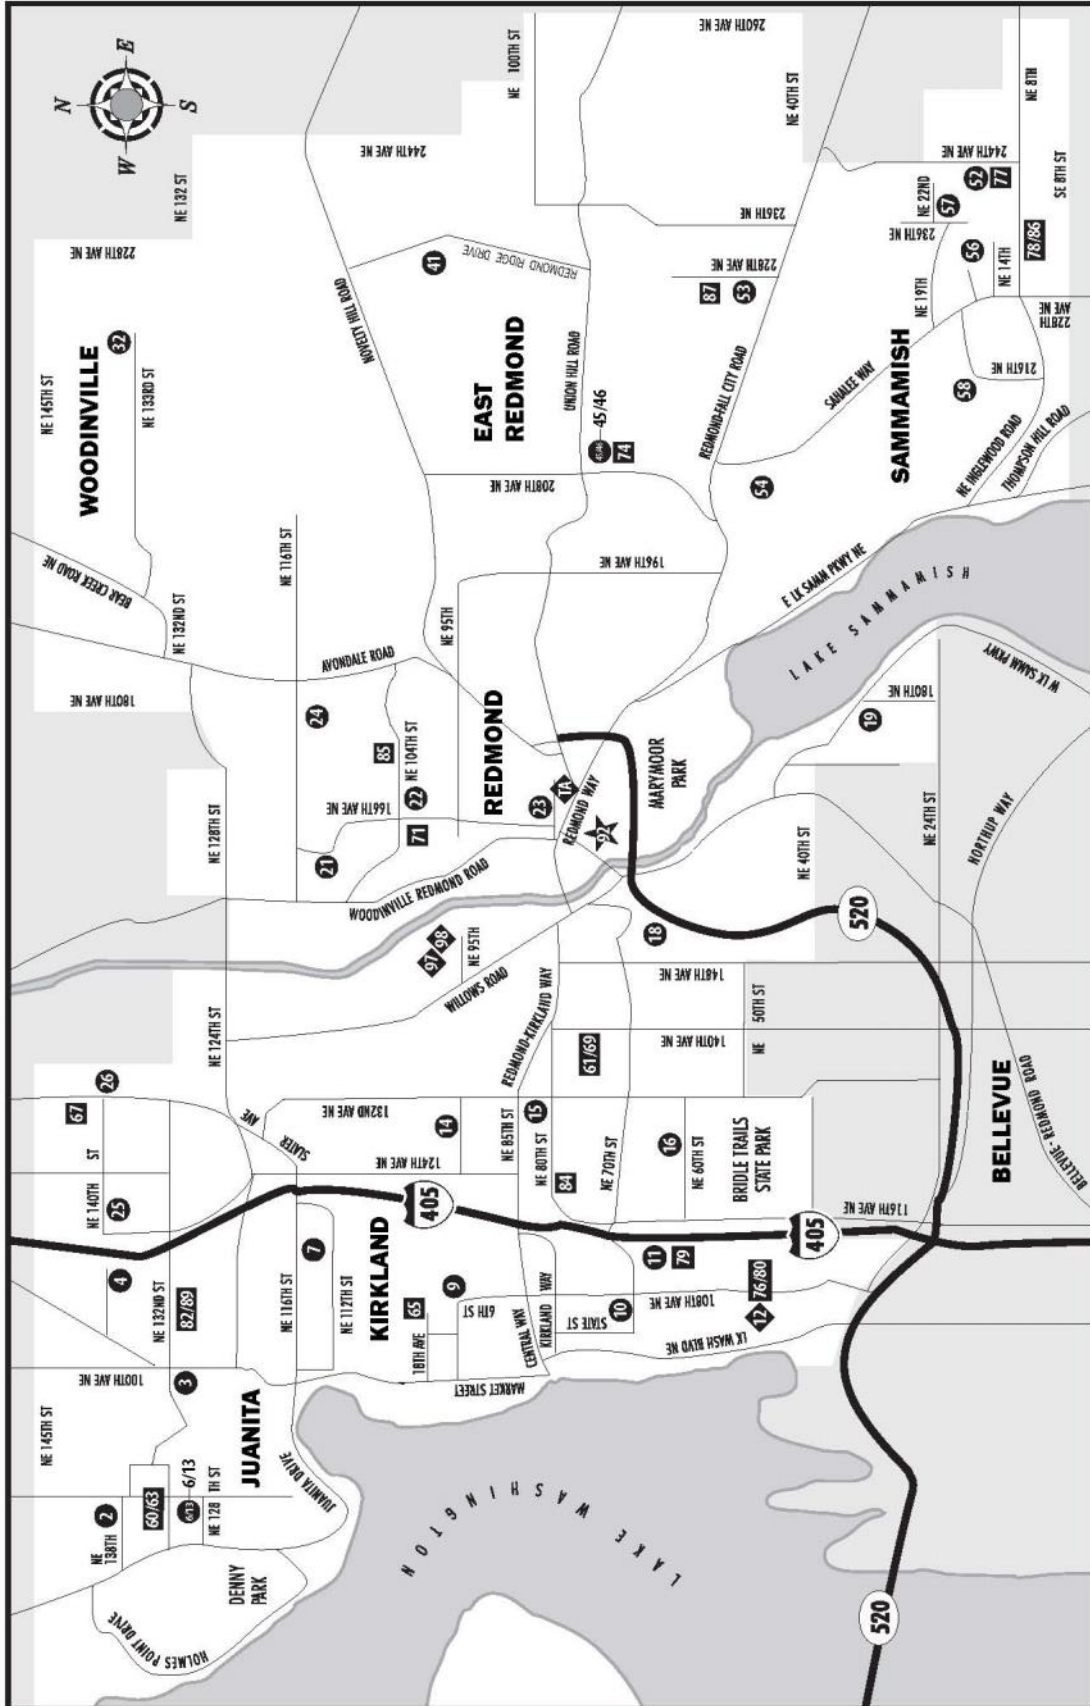 N
E
S
W
NE 145TH ST
WOODINVILLE
32
NE 133RD ST
228TH AVE NE
NE 132 ST
BEAR CREEK ROAD NE
NE 132ND ST
180TH AVE NE
NE 116TH ST
AVONDALE ROAD
NE 128TH ST
24
NOVELTY HILL ROAD
244TH AVE NE
NE 100TH ST
260TH AVE NE
41
REDMOND RIDGE DRIVE
EAST
REDMOND
UNION HILL ROAD
208TH AVE NE
45/46
45/46
74
NE 95TH
196TH AVE NE
236TH NE
NE 40TH ST
228TH AVE NE
87
53
REDMOND-FALL CITY ROAD
54
SAHALEE WAY
SAMMAMISH
244TH AVE NE
NE 8TH
NE 22ND
52
77
57
236TH NE
SE 8TH ST
56
NE 14TH
78/86
NE 19TH
228TH
AVE NE
216TH NE
58
NE INGLEWOOD ROAD
THOMPSON HILL ROAD
E LK SAMM PKWY NE
LAKE SAMMAMISH
W LK SAMM PKWY
180TH NE
19
REDMOND
85
NE 104TH ST
22
166TH AVE NE
71
21
23
TA
REDMOND WAY
92
MARYMOOR
PARK
WOODINVILLE REDMOND ROAD
97
98
NE 95TH
WILLOWS ROAD
NE 124TH ST
18
148TH AVE NE
REDMOND-KIRKLAND WAY
61/69
140TH AVE NE
NE 50TH ST
NE 40TH ST
NE 24TH ST
NORTHUP WAY
520
BELLEVUE
BELLEVUE - REDMOND ROAD
26
67
NE 140TH ST
25
SLATER AVE
132ND AVE NE
14
124TH AVE NE
NE 85TH ST
15
NE 80TH ST
84
NE 70TH ST
16
NE 60TH ST
BRIDLE TRAILS
STATE PARK
116TH AVE NE
405
405
4
NE 132ND ST
82/89
NE 116TH ST
7
NE 112TH ST
KIRKLAND
9
65
6TH ST
18TH AVE
CENTRAL WAY
KIRKLAND WAY
MARKET STREET
STATE ST
10
11
79
108TH AVE NE
76/80
12
LK WASH BLVD NE
NE 145TH ST
100TH AVE NE
3
JUANITA
JUANITA DRIVE
2
NE
138TH
60/63
6/13
6/13
NE 128 TH ST
DENNY
PARK
HOLMES POINT DRIVE
LAKE WASHINGTON
520